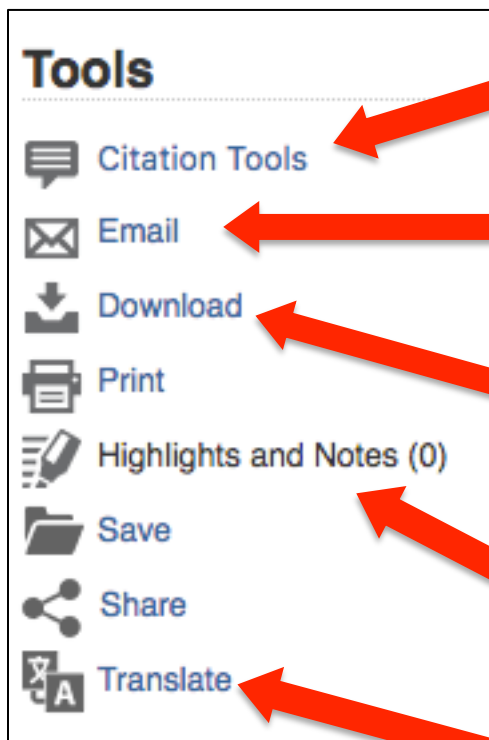 Tools
Citation Tools
Email
Download
Print
Highlights and Notes (0)
Save
Share
Translate